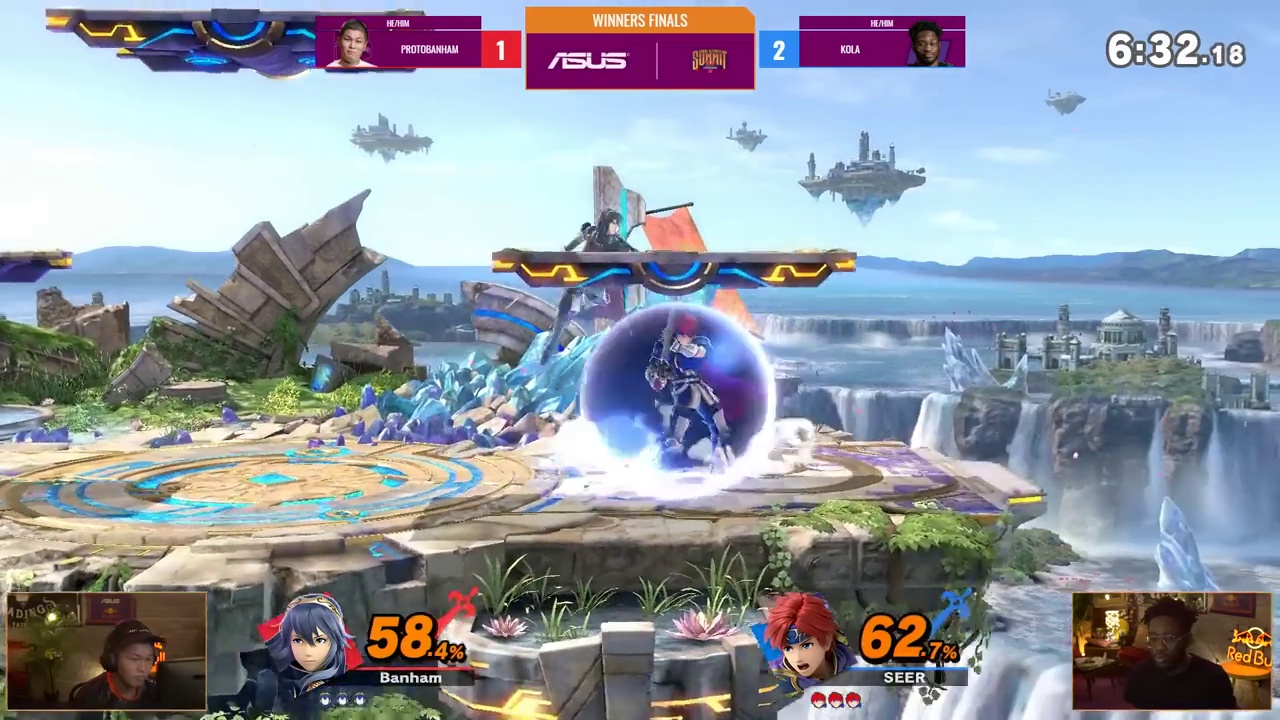 HE/HIM
PROTOBANHAM
1
WINNERS FINALS
ASUS
SUMMIT
2
HE/HIM
KOLA
6:32.18
58.4%
Banham
62.7%
SEER
ASUS
Red Bu